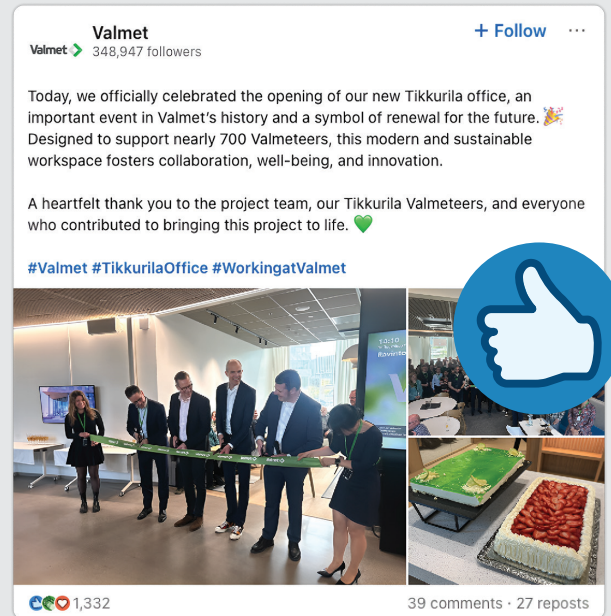 Valmet
Valmet
+ Follow
348,947 followers
Today, we officially celebrated the opening of our new Tikkurila office, an
important event in Valmet's history and a symbol of renewal for the future. 🎉
Designed to support nearly 700 Valmeteers, this modern and sustainable
workspace fosters collaboration, well-being, and innovation.
A heartfelt thank you to the project team, our Tikkurila Valmeteers, and everyone
who contributed to bringing this project to life. 💚
#Valmet #TikkurilaOffice #WorkingatValmet
1,332
39 comments · 27 reposts